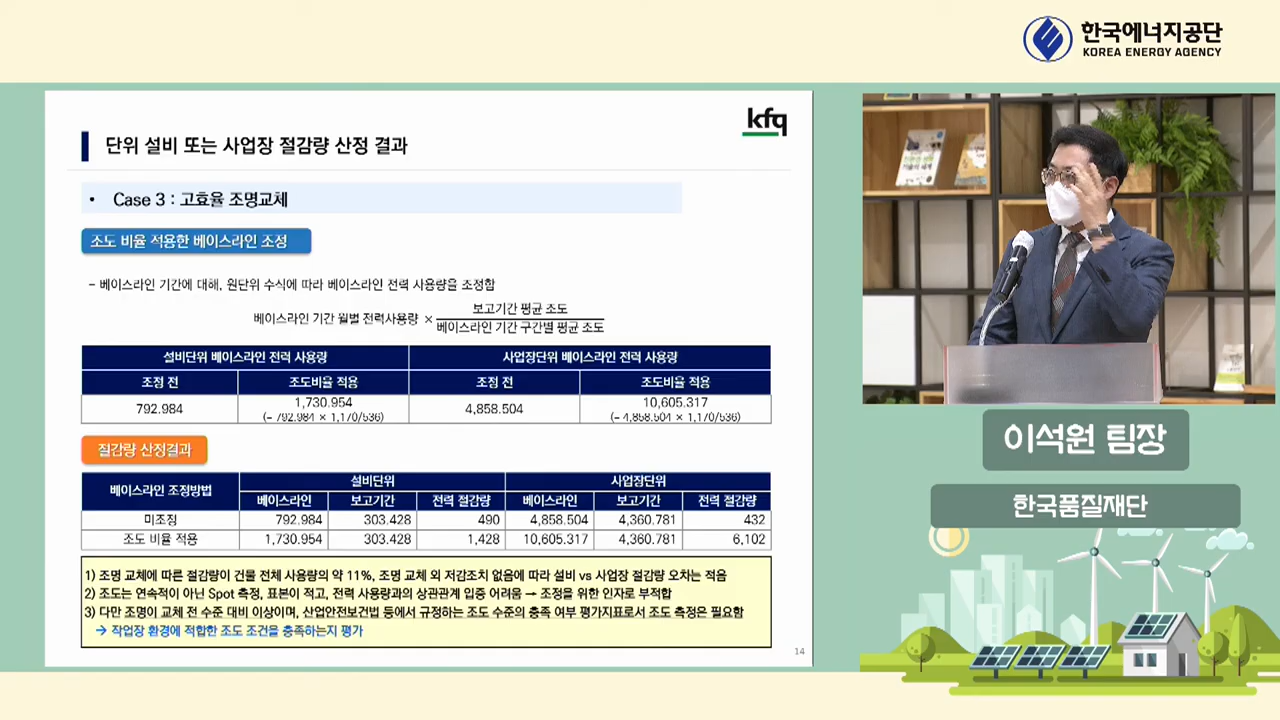 한국에너지공단
KOREA ENERGY AGENCY
kfq
단위 설비 또는 사업장 절감량 산정 결과
• Case 3 : 고효율 조명교체
조도 비율 적용한 베이스라인 조정
– 베이스라인 기간에 대해, 원단위 수식에 따라 베이스라인 전력 사용량을 조정함
보고기간 평균 조도
베이스라인 기간 월별 전력사용량 ×
베이스라인 기간 구간별 평균 조도
설비단위 베이스라인 전력 사용량 사업장단위 베이스라인 전력 사용량
조정 전 조도비율 적용 조정 전 조도비율 적용
792.984 1,730.954 4,858.504 10,605.317
(= 792.984 × 1,170/536) (= 4,858.504 × 1,170/536)
절감량 산정결과
베이스라인 조정방법 설비단위 사업장단위
베이스라인 보고기간 전력 절감량 베이스라인 보고기간 전력 절감량
미조정 792.984 303.428 490 4,858.504 4,360.781 432
조도 비율 적용 1,730.954 303.428 1,428 10,605.317 4,360.781 6,102
1) 조명 교체에 따른 절감량이 건물 전체 사용량의 약 11%, 조명 교체 외 저감조치 없음에 따라 설비 vs 사업장 절감량 오차는 적음
2) 조도는 연속적이 아닌 Spot 측정, 표본이 적고, 전력 사용량과의 상관관계 입증 어려움 → 조정을 위한 인자로 부적합
3) 다만 조명이 교체 전 수준 대비 이상이며, 산업안전보건법 등에서 규정하는 조도 수준의 충족 여부 평가지표로서 조도 측정은 필요함
→ 작업장 환경에 적합한 조도 조건을 충족하는지 평가
14
이석원 팀장
한국품질재단